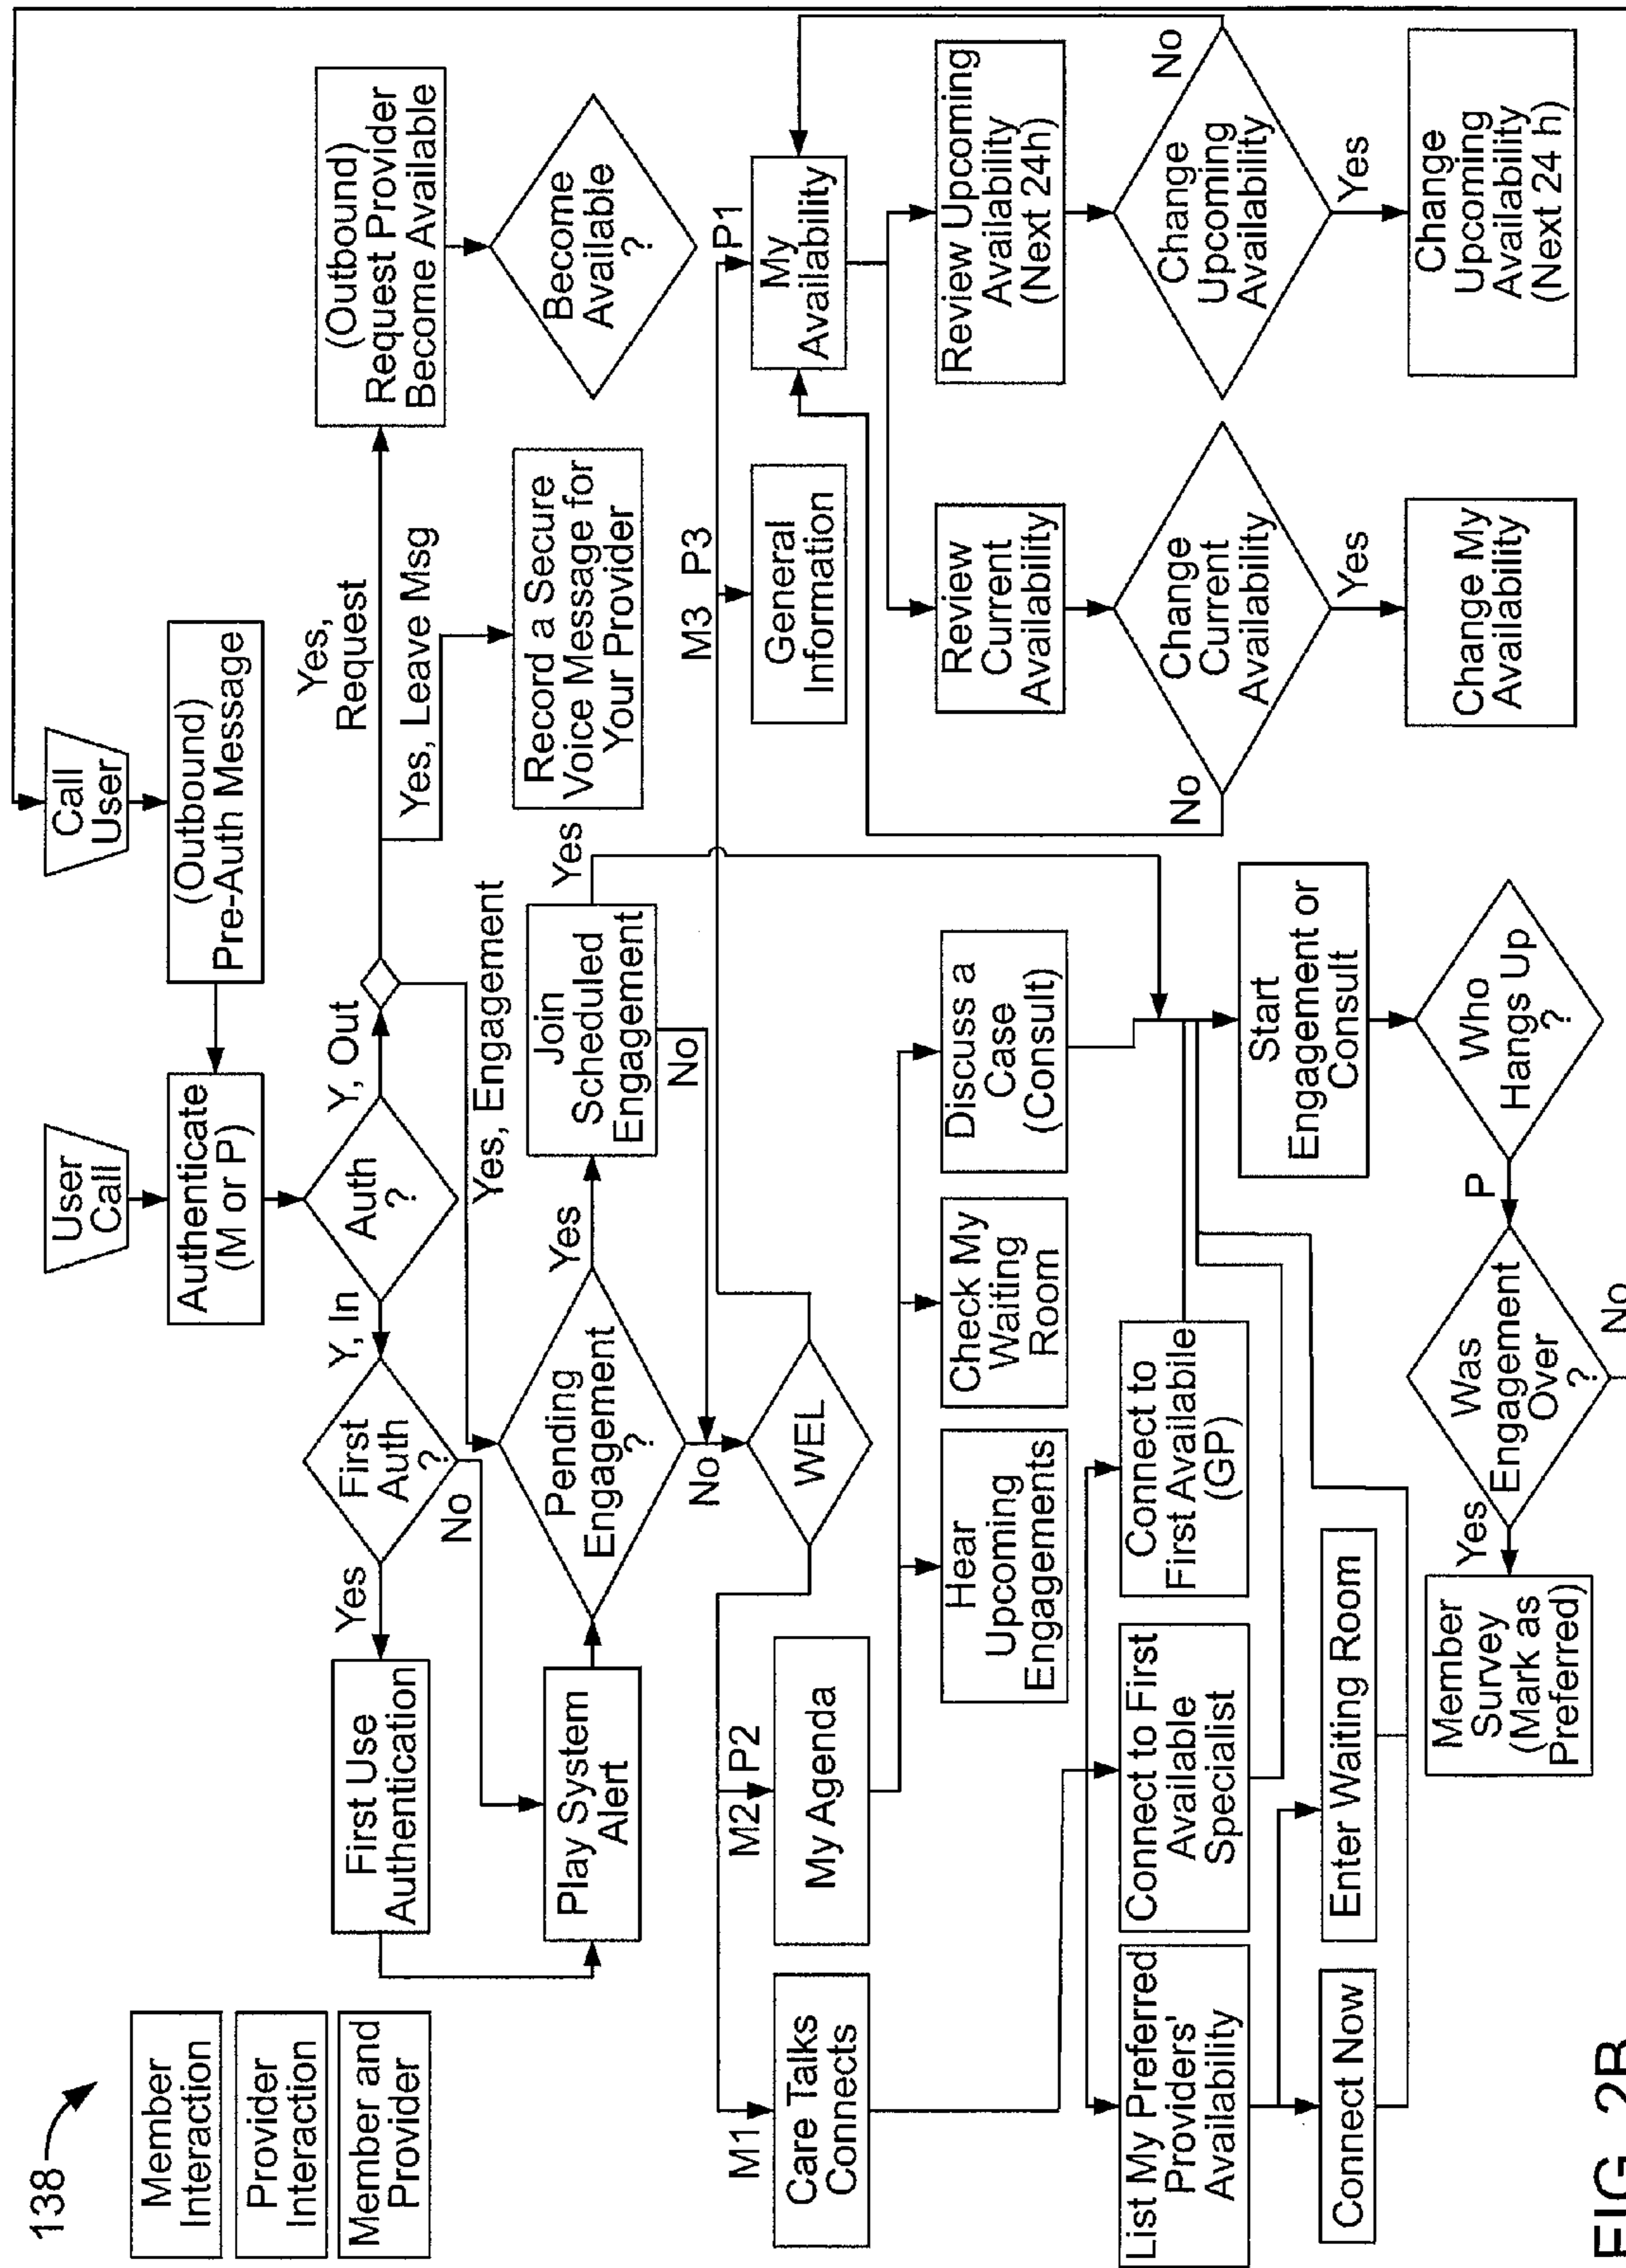 138
Member
Interaction
Provider
Interaction
Member and
Provider
User
Call
Call
User
Authenticate
(M or P)
(Outbound)
Pre-Auth Message
Auth
?
Y, In
Y, Out
First
Auth
?
Yes
No
First Use
Authentication
Yes,
Request
Yes, Leave Msg
Yes, Engagement
(Outbound)
Request Provider
Become Available
Become
Available
?
Record a Secure
Voice Message for
Your Provider
Play System
Alert
Pending
Engagement
?
Yes
No
Join
Scheduled
Engagement
Yes
No
WEL
M1
M2 P2
M3 P3
P1
Care Talks
Connects
My Agenda
General
Information
My
Availability
Hear
Upcoming
Engagements
Check My
Waiting
Room
Discuss a
Case
(Consult)
Review
Current
Availability
Review Upcoming
Availability
(Next 24h)
List My Preferred
Providers'
Availability
Connect to First
Available
Specialist
Connect to
First Availabile
(GP)
Change
Current
Availability
No
Yes
Change
Upcoming
Availability
No
Yes
Connect Now
Enter Waiting Room
Start
Engagement or
Consult
Change My
Availability
Change
Upcoming
Availability
(Next 24 h)
Who
Hangs Up
?
P
Was
Engagement
Over
?
Yes
No
Member
Survey
(Mark as
Preferred)
FIG. 2B